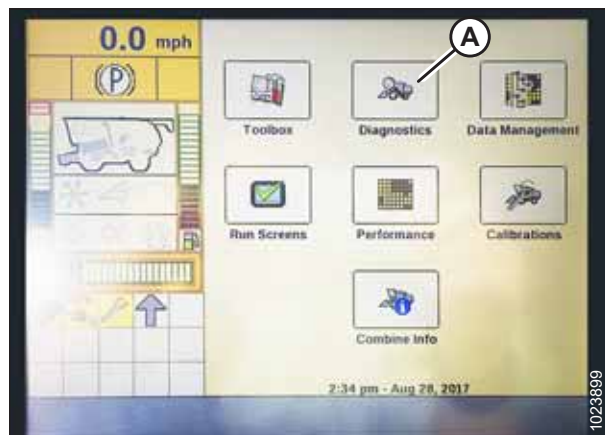 0.0 mph
A
(P)
Toolbox
Diagnostics
Data Management
Run Screens
Performance
Calibrations
Combine Info
2:34 pm - Aug 28, 2017
1023899